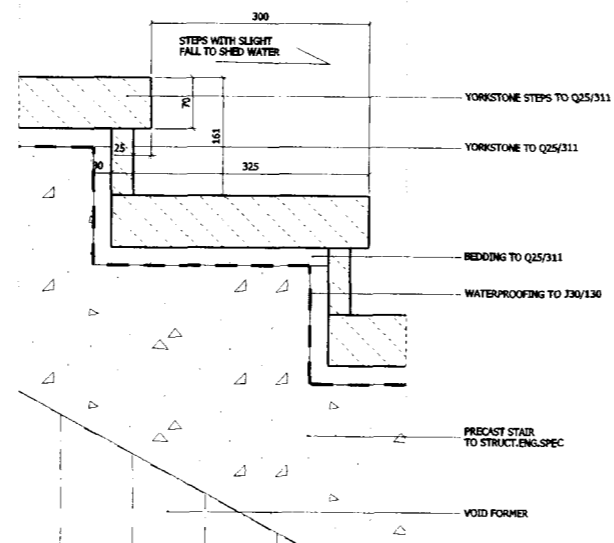 300
STEPS WITH SLIGHT
FALL TO SHED WATER
YORKSTONE STEPS TO Q25/311
70
161
YORKSTONE TO Q25/311
25
30
325
BEDDING TO Q25/311
WATERPROOFING TO J30/130
PRECAST STAIR
TO STRUCT.ENG.SPEC
VOID FORMER